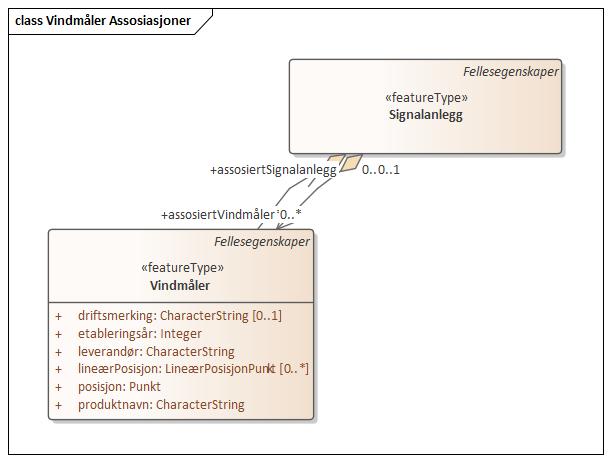 class Vindmåler Assosiasjoner
Fellesegenskaper
«featureType»
Signalanlegg
+assosiertSignalanlegg 0..0..1
+assosiertVindmåler 0..*
Fellesegenskaper
«featureType»
Vindmåler
+ driftsmerking: CharacterString [0..1]
+ etableringsår: Integer
+ leverandør: CharacterString
+ lineærPosisjon: LineærPosisjonPunkt [0..*]
+ posisjon: Punkt
+ produktnavn: CharacterString